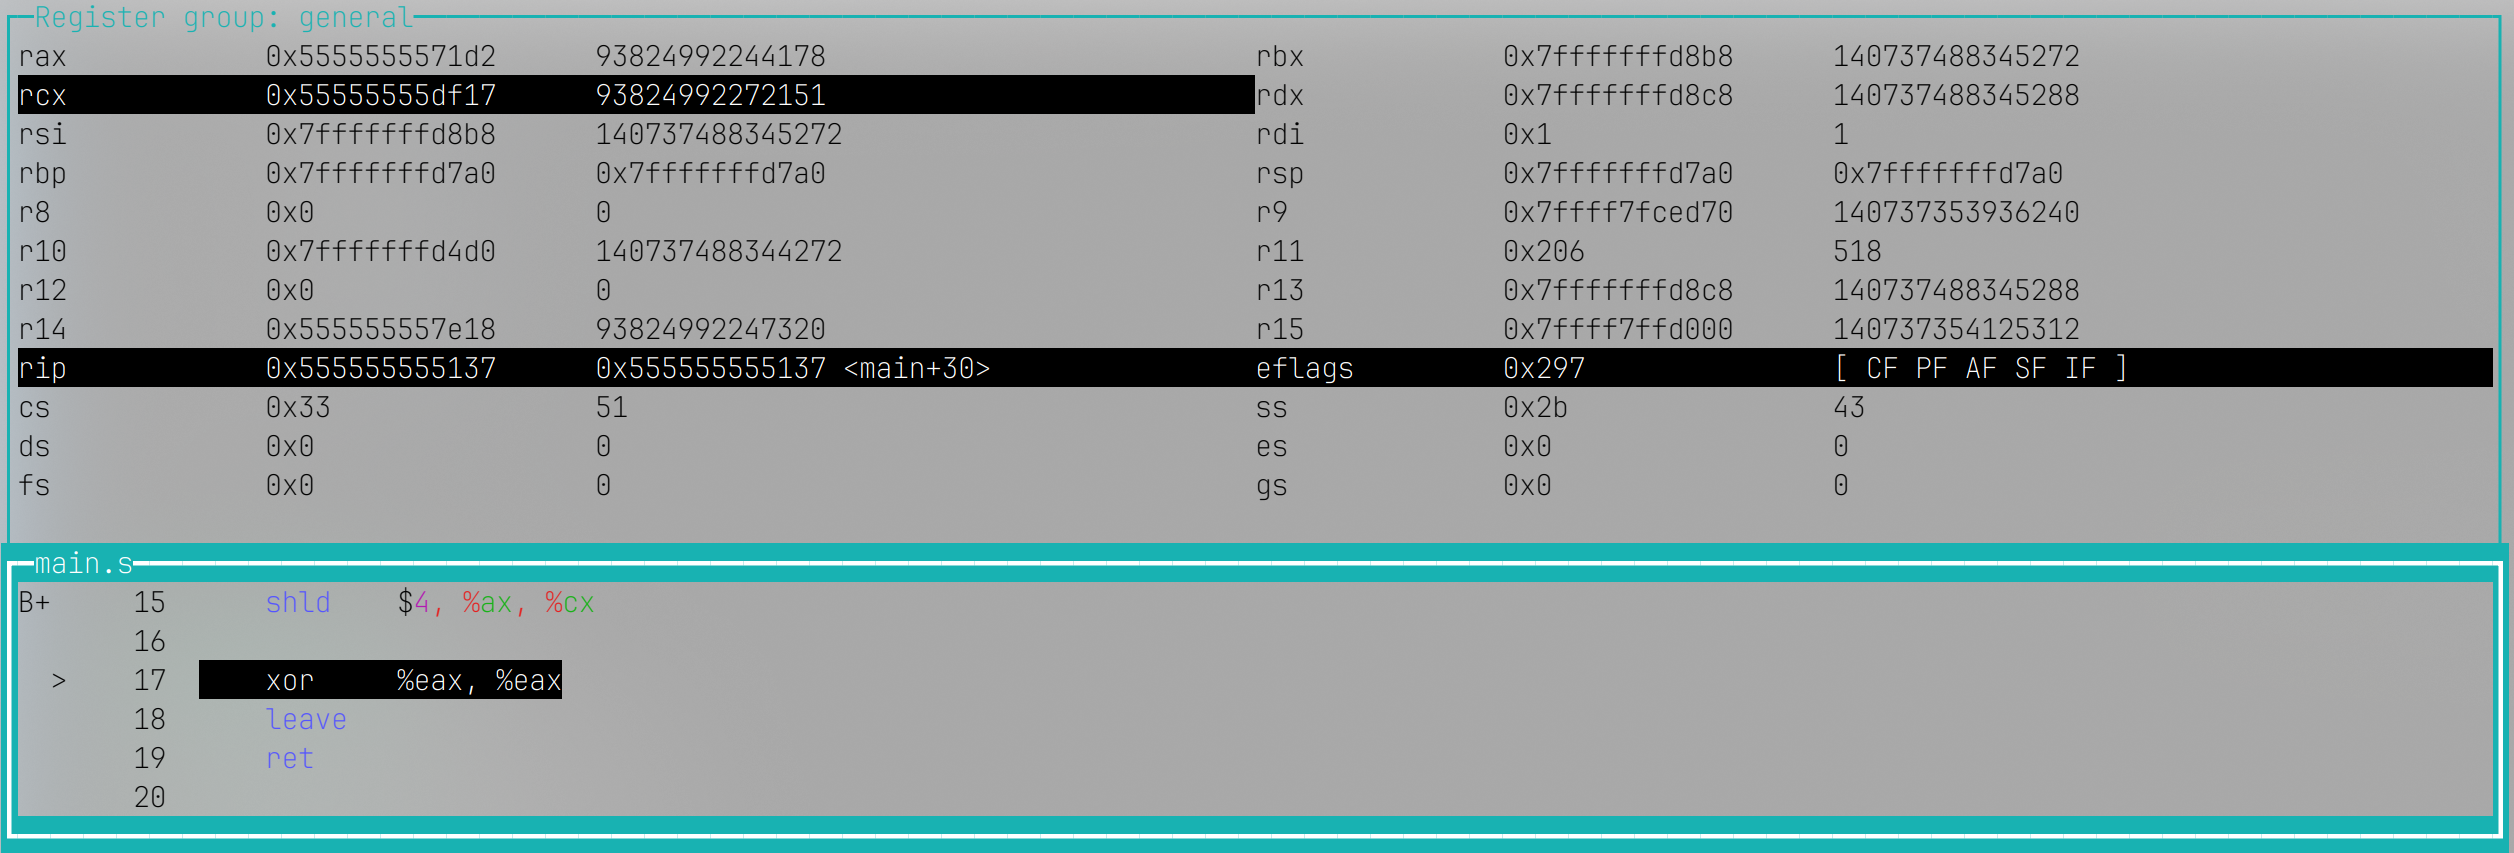 Register group: general
rax 0x5555555571d2 93824992244178 rbx 0x7fffffffd8b8 140737488345272
rcx 0x55555555df17 93824992272151 rdx 0x7fffffffd8c8 140737488345288
rsi 0x7fffffffd8b8 140737488345272 rdi 0x1 1
rbp 0x7fffffffd7a0 0x7fffffffd7a0 rsp 0x7fffffffd7a0 0x7fffffffd7a0
r8 0x0 0 r9 0x7ffff7fced70 140737353936240
r10 0x7fffffffd4d0 140737488344272 r11 0x206 518
r12 0x0 0 r13 0x7fffffffd8c8 140737488345288
r14 0x555555557e18 93824992247320 r15 0x7ffff7ffd000 140737354125312
rip 0x555555555137 0x555555555137 <main+30> eflags 0x297 [ CF PF AF SF IF ]
cs 0x33 51 ss 0x2b 43
ds 0x0 0 es 0x0 0
fs 0x0 0 gs 0x0 0
main.s
B+ 15 shld $4, %ax, %cx
16
> 17 xor %eax, %eax
18 leave
19 ret
20